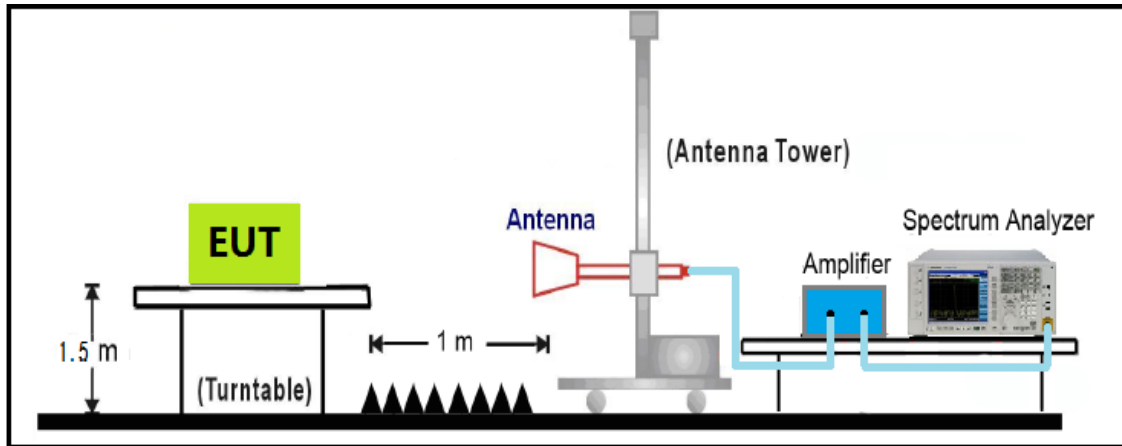 (Antenna Tower)
Antenna
Spectrum Analyzer
EUT
Amplifier
1.5 m
1 m
(Turntable)